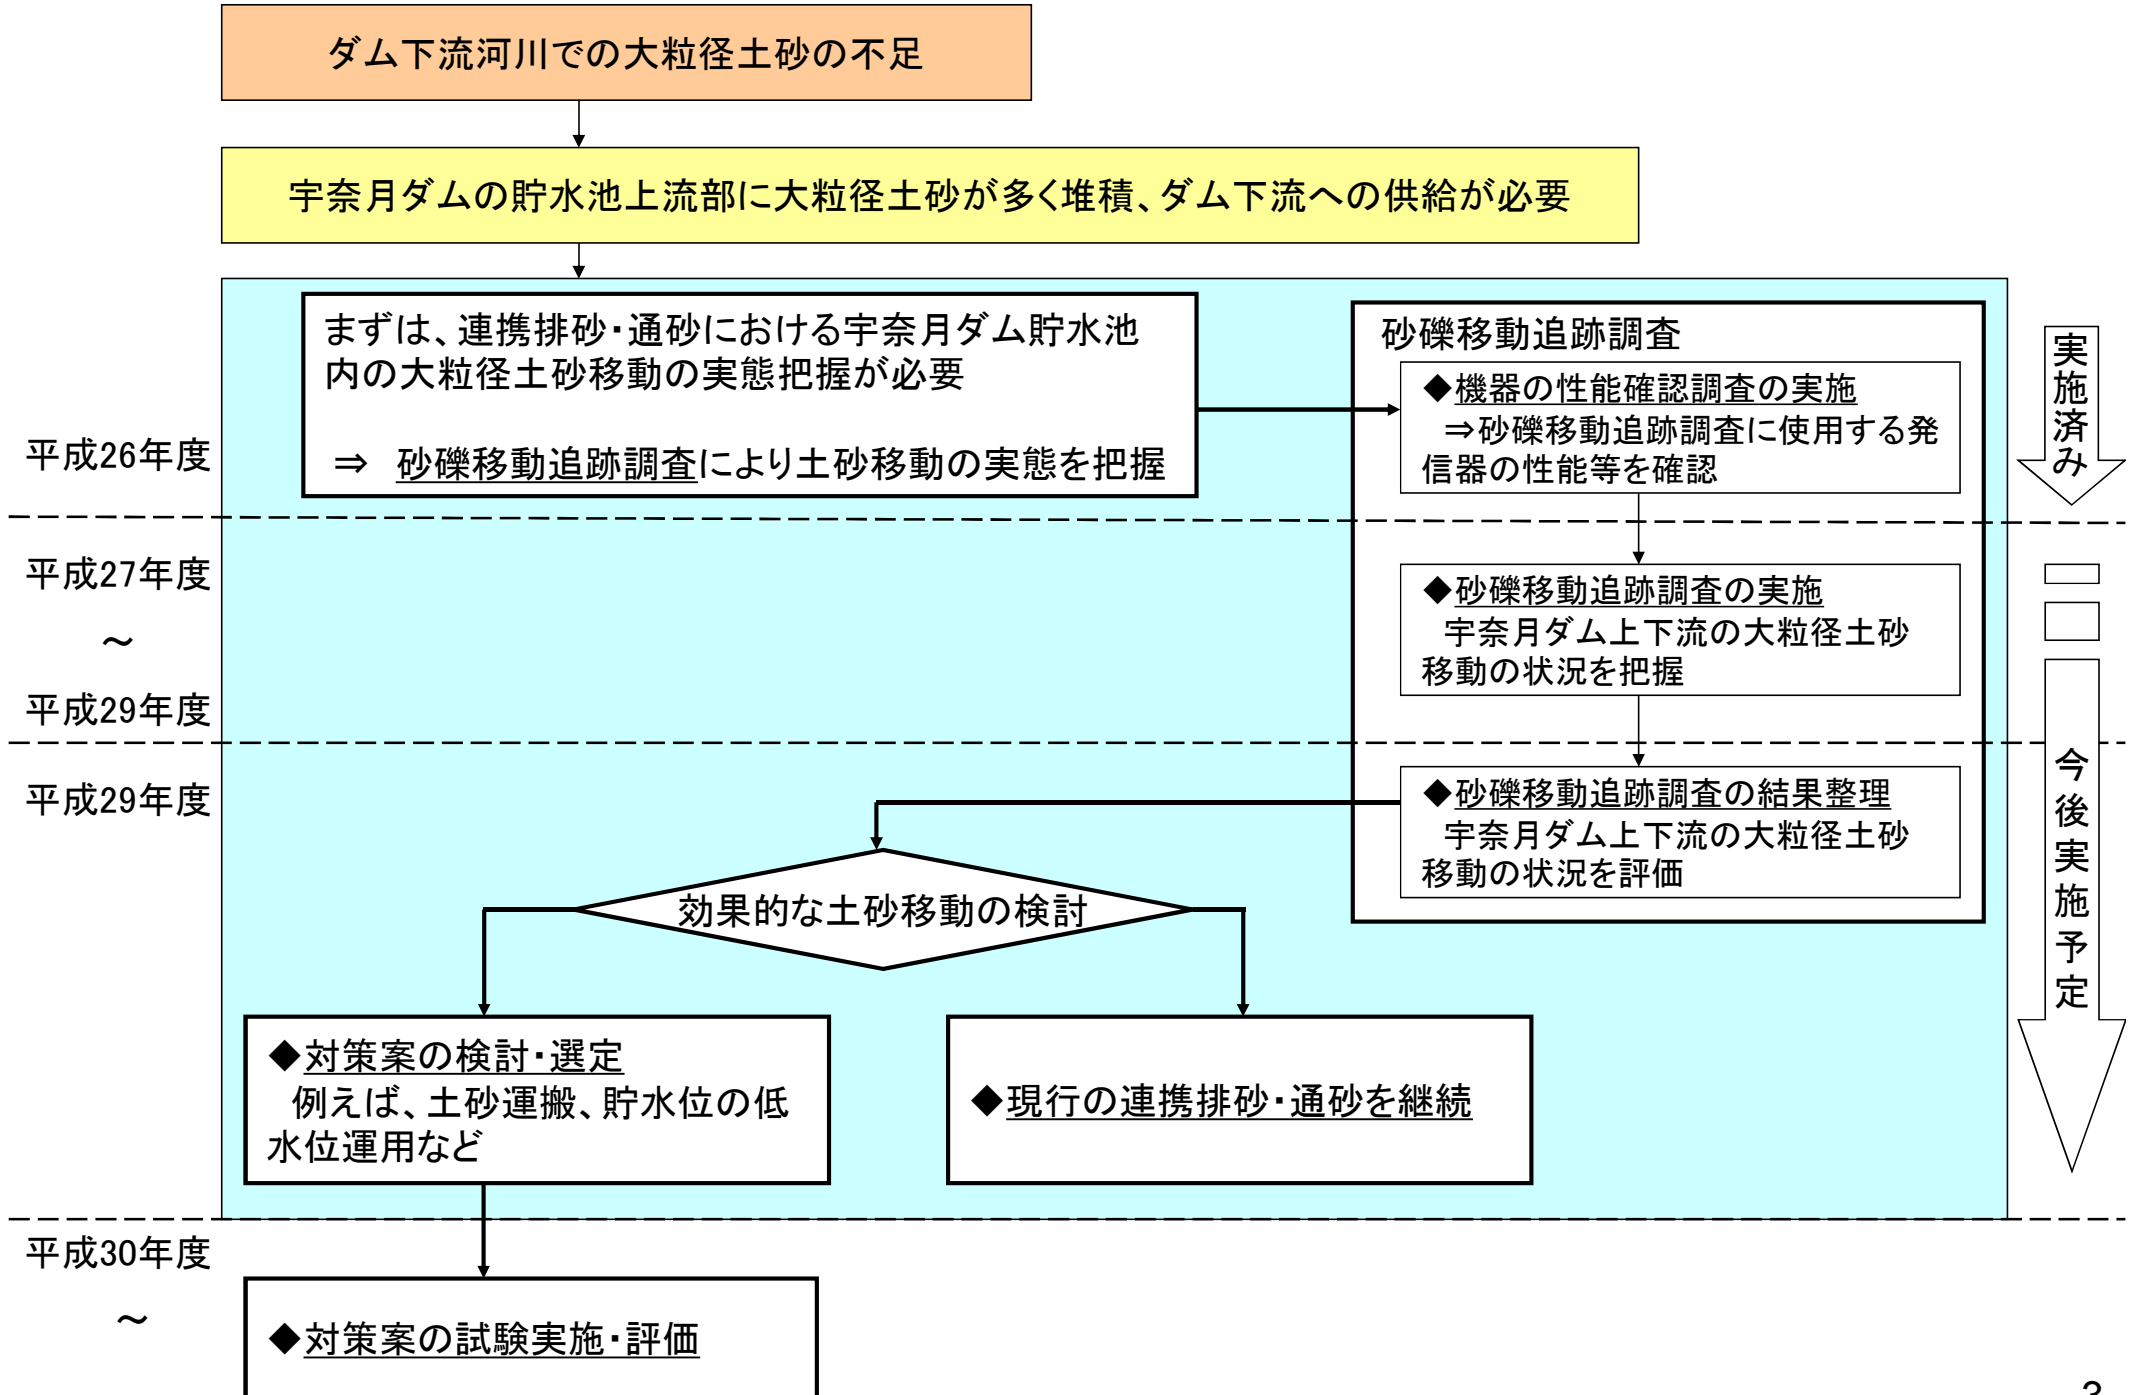 ダム下流河川での大粒径土砂の不足
宇奈月ダムの貯水池上流部に大粒径土砂が多く堆積、ダム下流への供給が必要
まずは、連携排砂・通砂における宇奈月ダム貯水池
内の大粒径土砂移動の実態把握が必要
⇒ 砂礫移動追跡調査により土砂移動の実態を把握
砂礫移動追跡調査
◆機器の性能確認調査の実施
⇒砂礫移動追跡調査に使用する発
信器の性能等を確認
実施済み
平成26年度
平成27年度
～
平成29年度
◆砂礫移動追跡調査の実施
宇奈月ダム上下流の大粒径土砂
移動の状況を把握
今後実施予定
平成29年度
◆砂礫移動追跡調査の結果整理
宇奈月ダム上下流の大粒径土砂
移動の状況を評価
効果的な土砂移動の検討
◆対策案の検討・選定
例えば、土砂運搬、貯水位の低
水位運用など
◆現行の連携排砂・通砂を継続
平成30年度
～
◆対策案の試験実施・評価
3